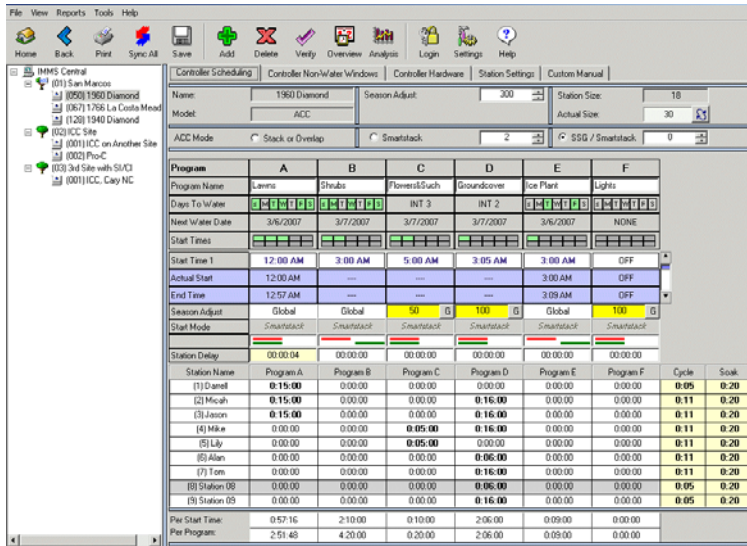 File View Reports Tools Help
Home Back Print Sync All Save Add Delete Verify Overview Analysis Login Settings Help
IMMS Central
(01) San Marcos
(050) 1960 Diamond
(067) 1766 La Costa Mead
(120) 1940 Diamond
(02) ICC Site
(001) ICC on Another Site
(002) Pro-C
(03) 3rd Site with SI/CI
(001) ICC, Cary NC
Controller Scheduling Controller Non-Water Windows Controller Hardware Station Settings Custom Manual
Name: 1960 Diamond Season Adjust: 300 Station Size: 18
Model: ACC Actual Size: 30
ACC Mode Stack or Overlap Smartstack 2 SSG / Smartstack 0
Program A B C D E F
Program Name Lawns Shrubs Flowers&Such Groundcover Ice Plant Lights
Days To Water S M T W T F S S M T W T F S INT 3 INT 2 S M T W T F S S M T W T F S
Next Water Date 3/6/2007 3/7/2007 3/7/2007 3/7/2007 3/6/2007 NONE
Start Times
Start Time 1 12:00 AM 3:00 AM 5:00 AM 3:05 AM 3:00 AM OFF
Actual Start 12:00 AM --- --- --- 3:00 AM OFF
End Time 12:57 AM --- --- --- 3:09 AM OFF
Season Adjust Global Global 50 G 100 G Global 100 G
Start Mode Smartstack Smartstack Smartstack Smartstack Smartstack Smartstack
Station Delay 00:00:04 00:00:00 00:00:00 00:00:00 00:00:00 00:00:00
Station Name Program A Program B Program C Program D Program E Program F Cycle Soak
(1) Darrell 0:15:00 0:00:00 0:00:00 0:00:00 0:00:00 0:00:00 0:05 0:20
(2) Micah 0:15:00 0:00:00 0:00:00 0:16:00 0:00:00 0:00:00 0:11 0:20
(3) Jason 0:15:00 0:00:00 0:00:00 0:16:00 0:00:00 0:00:00 0:11 0:20
(4) Mike 0:00:00 0:00:00 0:05:00 0:16:00 0:00:00 0:00:00 0:11 0:20
(5) Lily 0:00:00 0:00:00 0:05:00 0:00:00 0:00:00 0:00:00 0:11 0:20
(6) Alan 0:00:00 0:00:00 0:00:00 0:06:00 0:00:00 0:00:00 0:11 0:20
(7) Tom 0:00:00 0:00:00 0:00:00 0:16:00 0:00:00 0:00:00 0:11 0:20
(8) Station 08 0:00:00 0:00:00 0:00:00 0:06:00 0:00:00 0:00:00 0:05 0:20
(9) Station 09 0:00:00 0:00:00 0:00:00 0:16:00 0:00:00 0:00:00 0:05 0:20
Per Start Time: 0:57:16 2:10:00 0:10:00 2:06:00 0:09:00 0:00:00
Per Program: 2:51:48 4:20:00 0:20:00 2:06:00 0:09:00 0:00:00